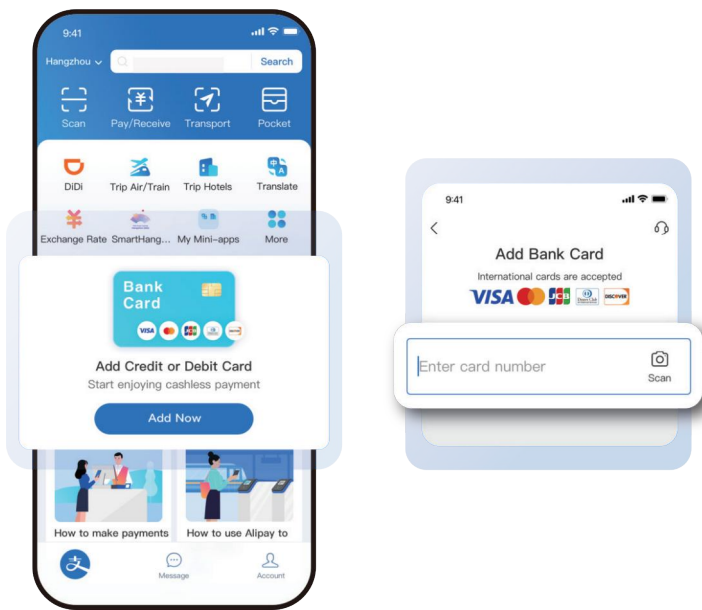 9:41
Hangzhou
Search
Scan
Pay/Receive
Transport
Pocket
DiDi
Trip Air/Train
Trip Hotels
Translate
Exchange Rate
SmartHang...
My Mini-apps
More
Bank
Card
VISA
JCB
Add Credit or Debit Card
Start enjoying cashless payment
Add Now
How to make payments
How to use Alipay to
Message
Account
9:41
Add Bank Card
International cards are accepted
VISA
JCB
Diners Club
DISCOVER
Enter card number
Scan